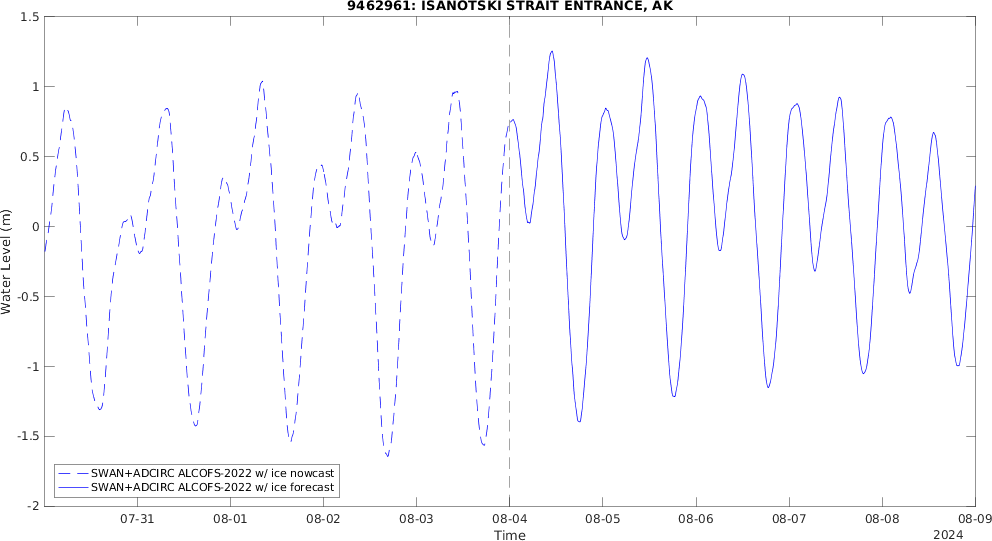 9462961: ISANOTSKI STRAIT ENTRANCE, AK
1.5
1
0.5
0
-0.5
-1
-1.5
-2
Water Level (m)
SWAN+ADCIRC ALCOFS-2022 w/ ice nowcast
SWAN+ADCIRC ALCOFS-2022 w/ ice forecast
07-31 08-01 08-02 08-03 08-04 08-05 08-06 08-07 08-08 08-09
Time
2024